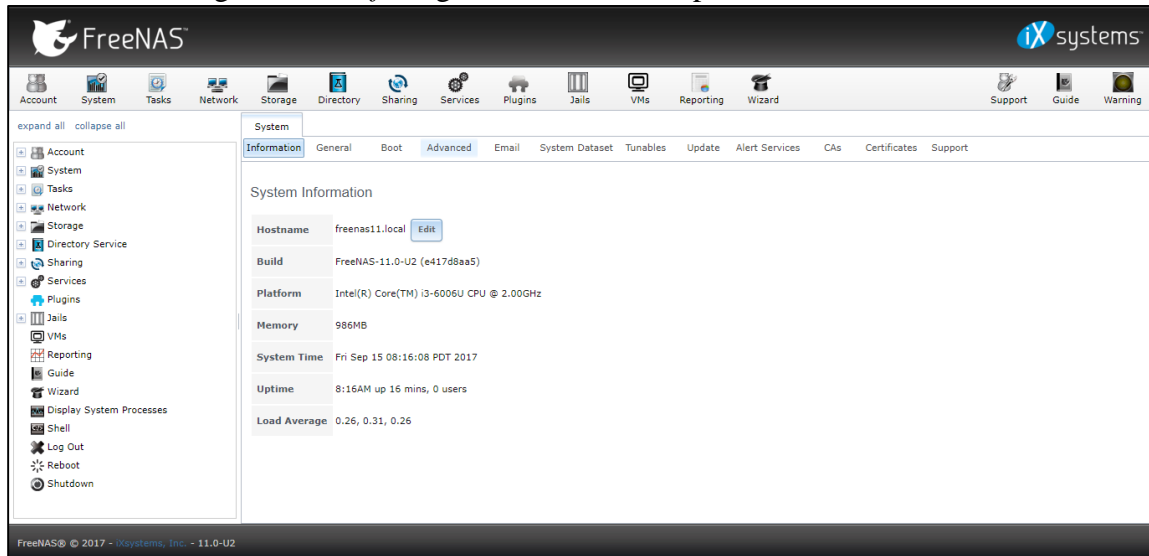 FreeNAS™
iXsystems™
Account System Tasks Network Storage Directory Sharing Services Plugins Jails VMs Reporting Wizard Support Guide Warning
expand all collapse all
System
Information General Boot Advanced Email System Dataset Tunables Update Alert Services CAs Certificates Support
Account
System
Tasks
Network
Storage
Directory Service
Sharing
Services
Plugins
Jails
VMs
Reporting
Guide
Wizard
Display System Processes
Shell
Log Out
Reboot
Shutdown
System Information
Hostname freenas11.local Edit
Build FreeNAS-11.0-U2 (e417d8aa5)
Platform Intel(R) Core(TM) i3-6006U CPU @ 2.00GHz
Memory 986MB
System Time Fri Sep 15 08:16:08 PDT 2017
Uptime 8:16AM up 16 mins, 0 users
Load Average 0.26, 0.31, 0.26
FreeNAS® © 2017 - iXsystems, Inc. - 11.0-U2